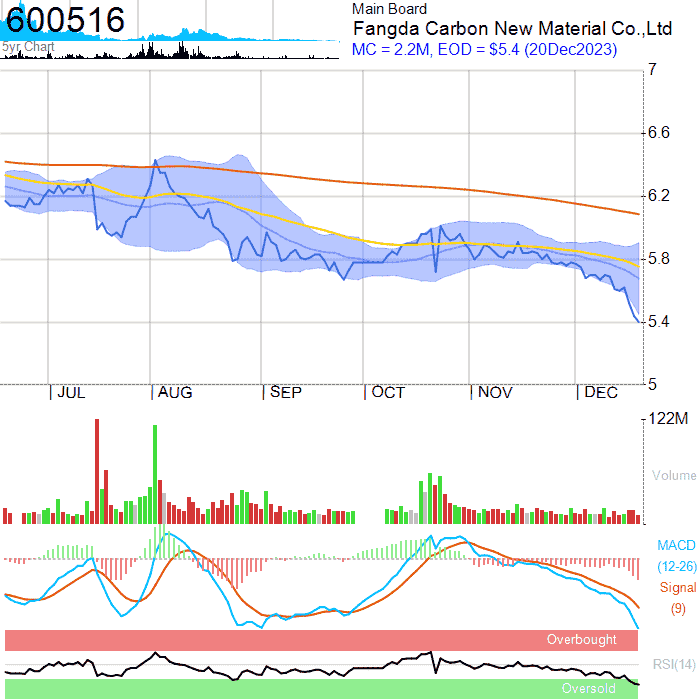 600516
5yr Chart
Main Board
Fangda Carbon New Material Co.,Ltd
MC = 2.2M, EOD = $5.4 (20Dec2023)
7
6.6
6.2
5.8
5.4
5
JUL
AUG
SEP
OCT
NOV
DEC
122M
Volume
MACD
(12-26)
Signal
(9)
Overbought
RSI(14)
Oversold